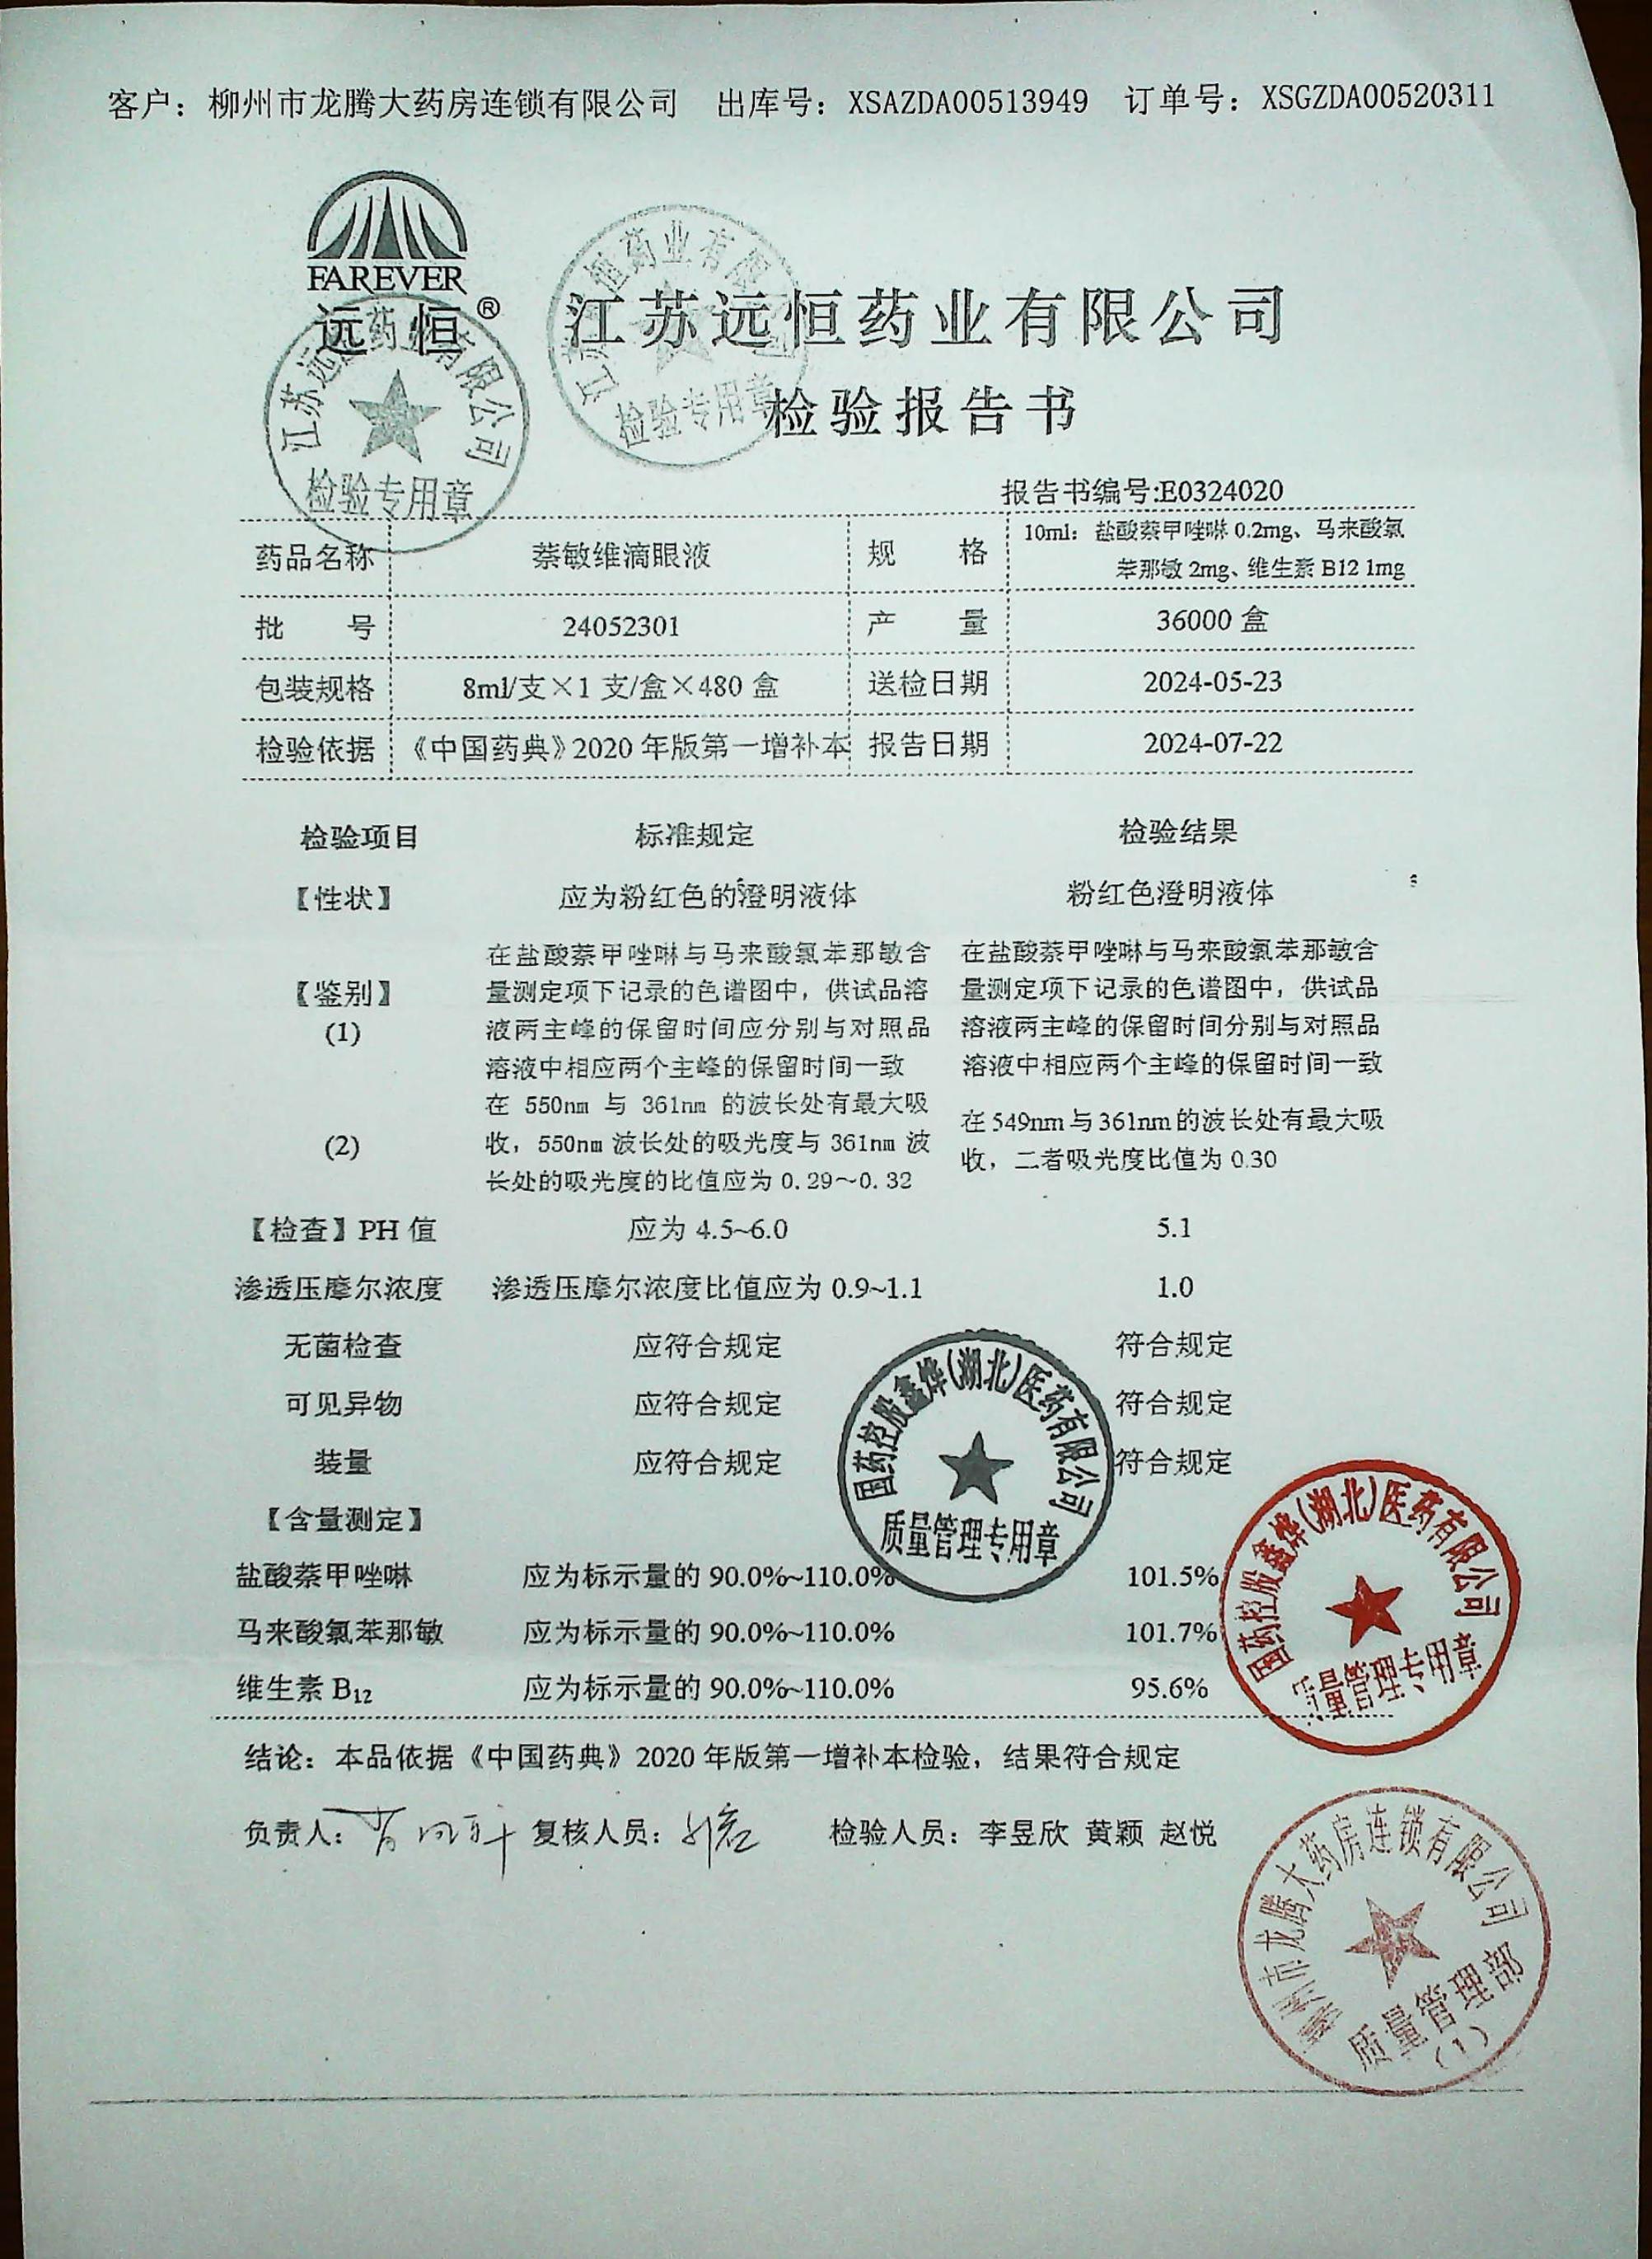 客户：柳州市龙腾大药房连锁有限公司 出库号：XSAZDA00513949 订单号：XSGZDA00520311
FAREVER
远恒®
江苏远恒药业有限公司
检验报告书
江苏远恒药业有限公司
检验专用章
江苏远恒药业有限公司
检验专用章
报告书编号:E0324020
药品名称 萘敏维滴眼液 规 格 10ml：盐酸萘甲唑啉 0.2mg、马来酸氯
苯那敏 2mg、维生素 B12 1mg
批 号 24052301 产 量 36000 盒
包装规格 8ml/支×1 支/盒×480 盒 送检日期 2024-05-23
检验依据 《中国药典》2020 年版第一增补本 报告日期 2024-07-22
检验项目 标准规定 检验结果
【性状】 应为粉红色的澄明液体 粉红色澄明液体
【鉴别】
(1)
在盐酸萘甲唑啉与马来酸氯苯那敏含
量测定项下记录的色谱图中，供试品溶
液两主峰的保留时间应分别与对照品
溶液中相应两个主峰的保留时间一致
在盐酸萘甲唑啉与马来酸氯苯那敏含
量测定项下记录的色谱图中，供试品
溶液两主峰的保留时间分别与对照品
溶液中相应两个主峰的保留时间一致
(2)
在 550nm 与 361nm 的波长处有最大吸
收，550nm 波长处的吸光度与 361nm 波
长处的吸光度的比值应为 0.29～0.32
在 549nm 与 361nm 的波长处有最大吸
收，二者吸光度比值为 0.30
【检查】PH 值 应为 4.5~6.0 5.1
渗透压摩尔浓度 渗透压摩尔浓度比值应为 0.9~1.1 1.0
无菌检查 应符合规定 符合规定
可见异物 应符合规定 符合规定
装量 应符合规定 符合规定
【含量测定】
盐酸萘甲唑啉 应为标示量的 90.0%~110.0% 101.5%
马来酸氯苯那敏 应为标示量的 90.0%~110.0% 101.7%
维生素 B₁₂ 应为标示量的 90.0%~110.0% 95.6%
国药控股鑫烨(湖北)医药有限公司
质量管理专用章
国药控股鑫烨(湖北)医药有限公司
质量管理专用章
结论：本品依据《中国药典》2020 年版第一增补本检验，结果符合规定
负责人： 复核人员： 检验人员：李昱欣 黄颖 赵悦
柳州市龙腾大药房连锁有限公司
质量管理部
(1)